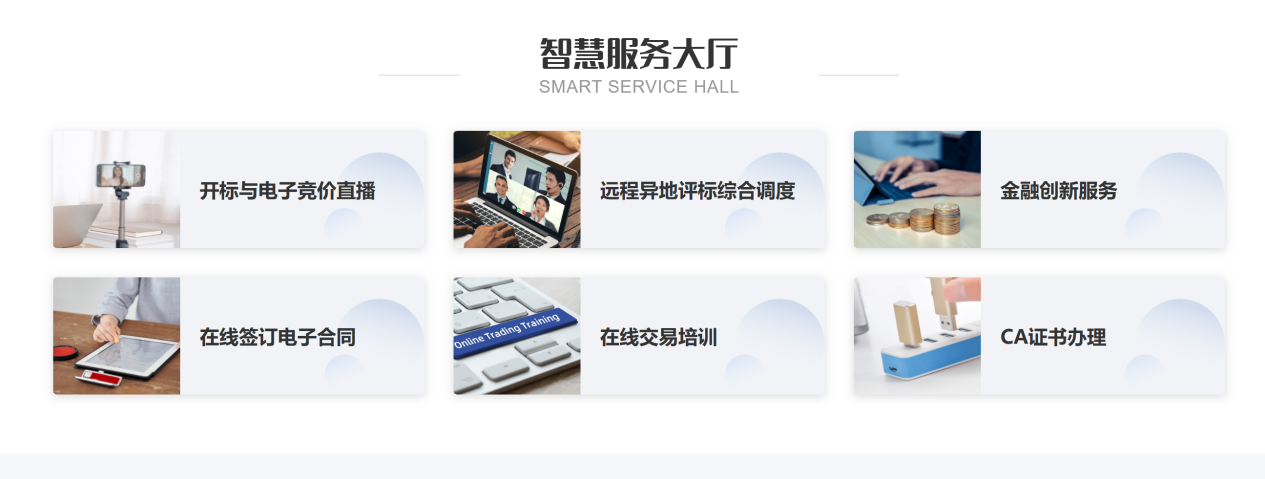 智慧服务大厅
SMART SERVICE HALL
开标与电子竞价直播
远程异地评标综合调度
金融创新服务
在线签订电子合同
Online Trading Training
在线交易培训
CA证书办理